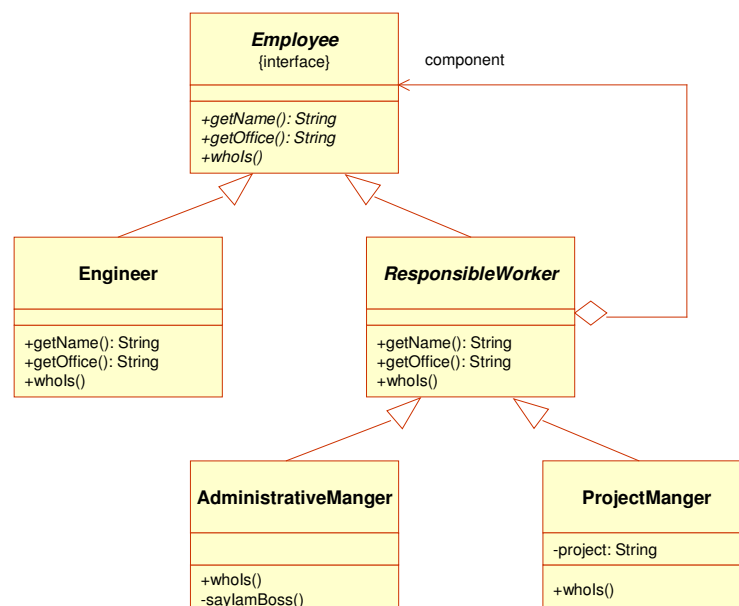 Employee
{interface}
component
+getName(): String
+getOffice(): String
+whoIs()
Engineer
+getName(): String
+getOffice(): String
+whoIs()
ResponsibleWorker
+getName(): String
+getOffice(): String
+whoIs()
AdministrativeManger
+whoIs()
-sayIamBoss()
ProjectManger
-project: String
+whoIs()